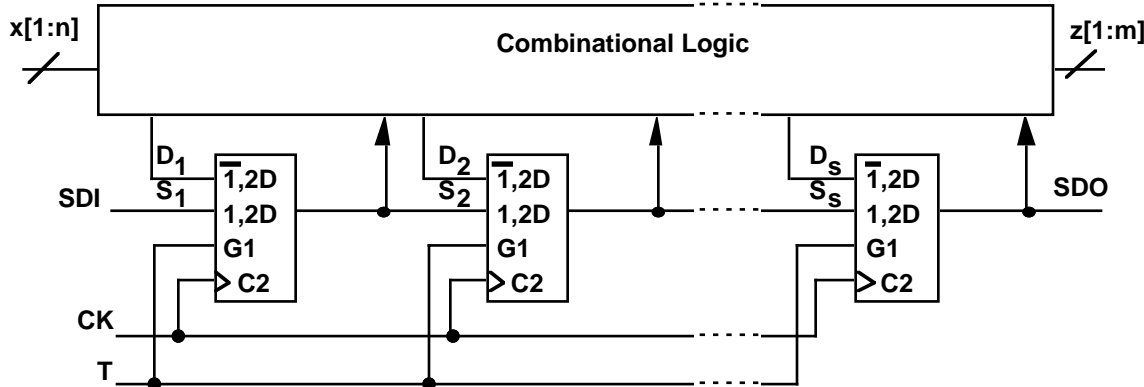 x[1:n]
Combinational Logic
z[1:m]
D1
1̅,2D
S1
1,2D
G1
C2
D2
1̅,2D
S2
1,2D
G1
C2
Ds
1̅,2D
Ss
1,2D
G1
C2
SDI
SDO
CK
T